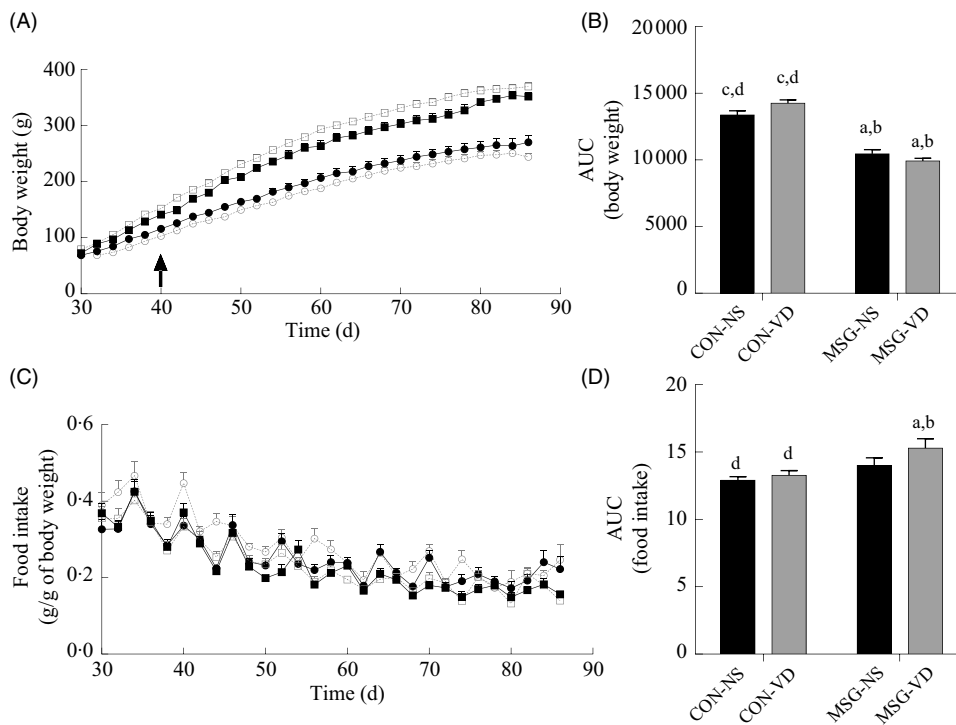 (A)
Body weight (g)
400
300
200
100
0
30 40 50 60 70 80 90
Time (d)
(B)
AUC
(body weight)
20 000
15 000
10 000
5000
0
c,d
c,d
a,b
a,b
CON-NS
CON-VD
MSG-NS
MSG-VD
(C)
Food intake
(g/g of body weight)
0·6
0·4
0·2
0·0
30 40 50 60 70 80 90
Time (d)
(D)
AUC
(food intake)
20
15
10
5
0
d
d
a,b
CON-NS
CON-VD
MSG-NS
MSG-VD